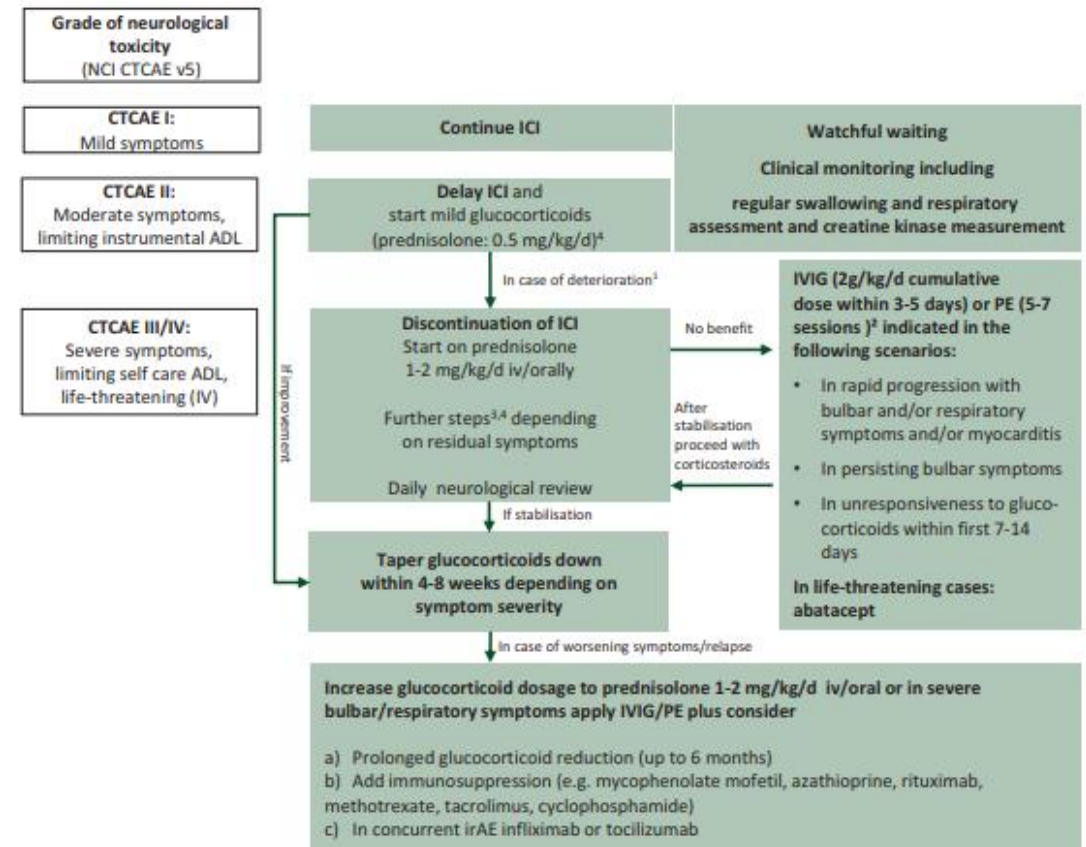 Grade of neurological
toxicity
(NCI CTCAE v5)
CTCAE I:
Mild symptoms
Continue ICI
Watchful waiting
Clinical monitoring including
regular swallowing and respiratory
assessment and creatine kinase measurement
CTCAE II:
Moderate symptoms,
limiting instrumental ADL
Delay ICI and
start mild glucocorticoids
(prednisolone: 0.5 mg/kg/d)⁴
In case of deterioration¹
CTCAE III/IV:
Severe symptoms,
limiting self care ADL,
life-threatening (IV)
If improvement
Discontinuation of ICI
Start on prednisolone
1-2 mg/kg/d iv/orally
Further steps³,⁴ depending
on residual symptoms
Daily neurological review
No benefit
After
stabilisation
proceed with
corticosteroids
IVIG (2g/kg/d cumulative
dose within 3-5 days) or PE (5-7
sessions )² indicated in the
following scenarios:
• In rapid progression with
bulbar and/or respiratory
symptoms and/or myocarditis
• In persisting bulbar symptoms
• In unresponsiveness to gluco-
corticoids within first 7-14
days
In life-threatening cases:
abatacept
If stabilisation
Taper glucocorticoids down
within 4-8 weeks depending on
symptom severity
In case of worsening symptoms/relapse
Increase glucocorticoid dosage to prednisolone 1-2 mg/kg/d iv/oral or in severe
bulbar/respiratory symptoms apply IVIG/PE plus consider
a) Prolonged glucocorticoid reduction (up to 6 months)
b) Add immunosuppression (e.g. mycophenolate mofetil, azathioprine, rituximab,
methotrexate, tacrolimus, cyclophosphamide)
c) In concurrent irAE infliximab or tocilizumab